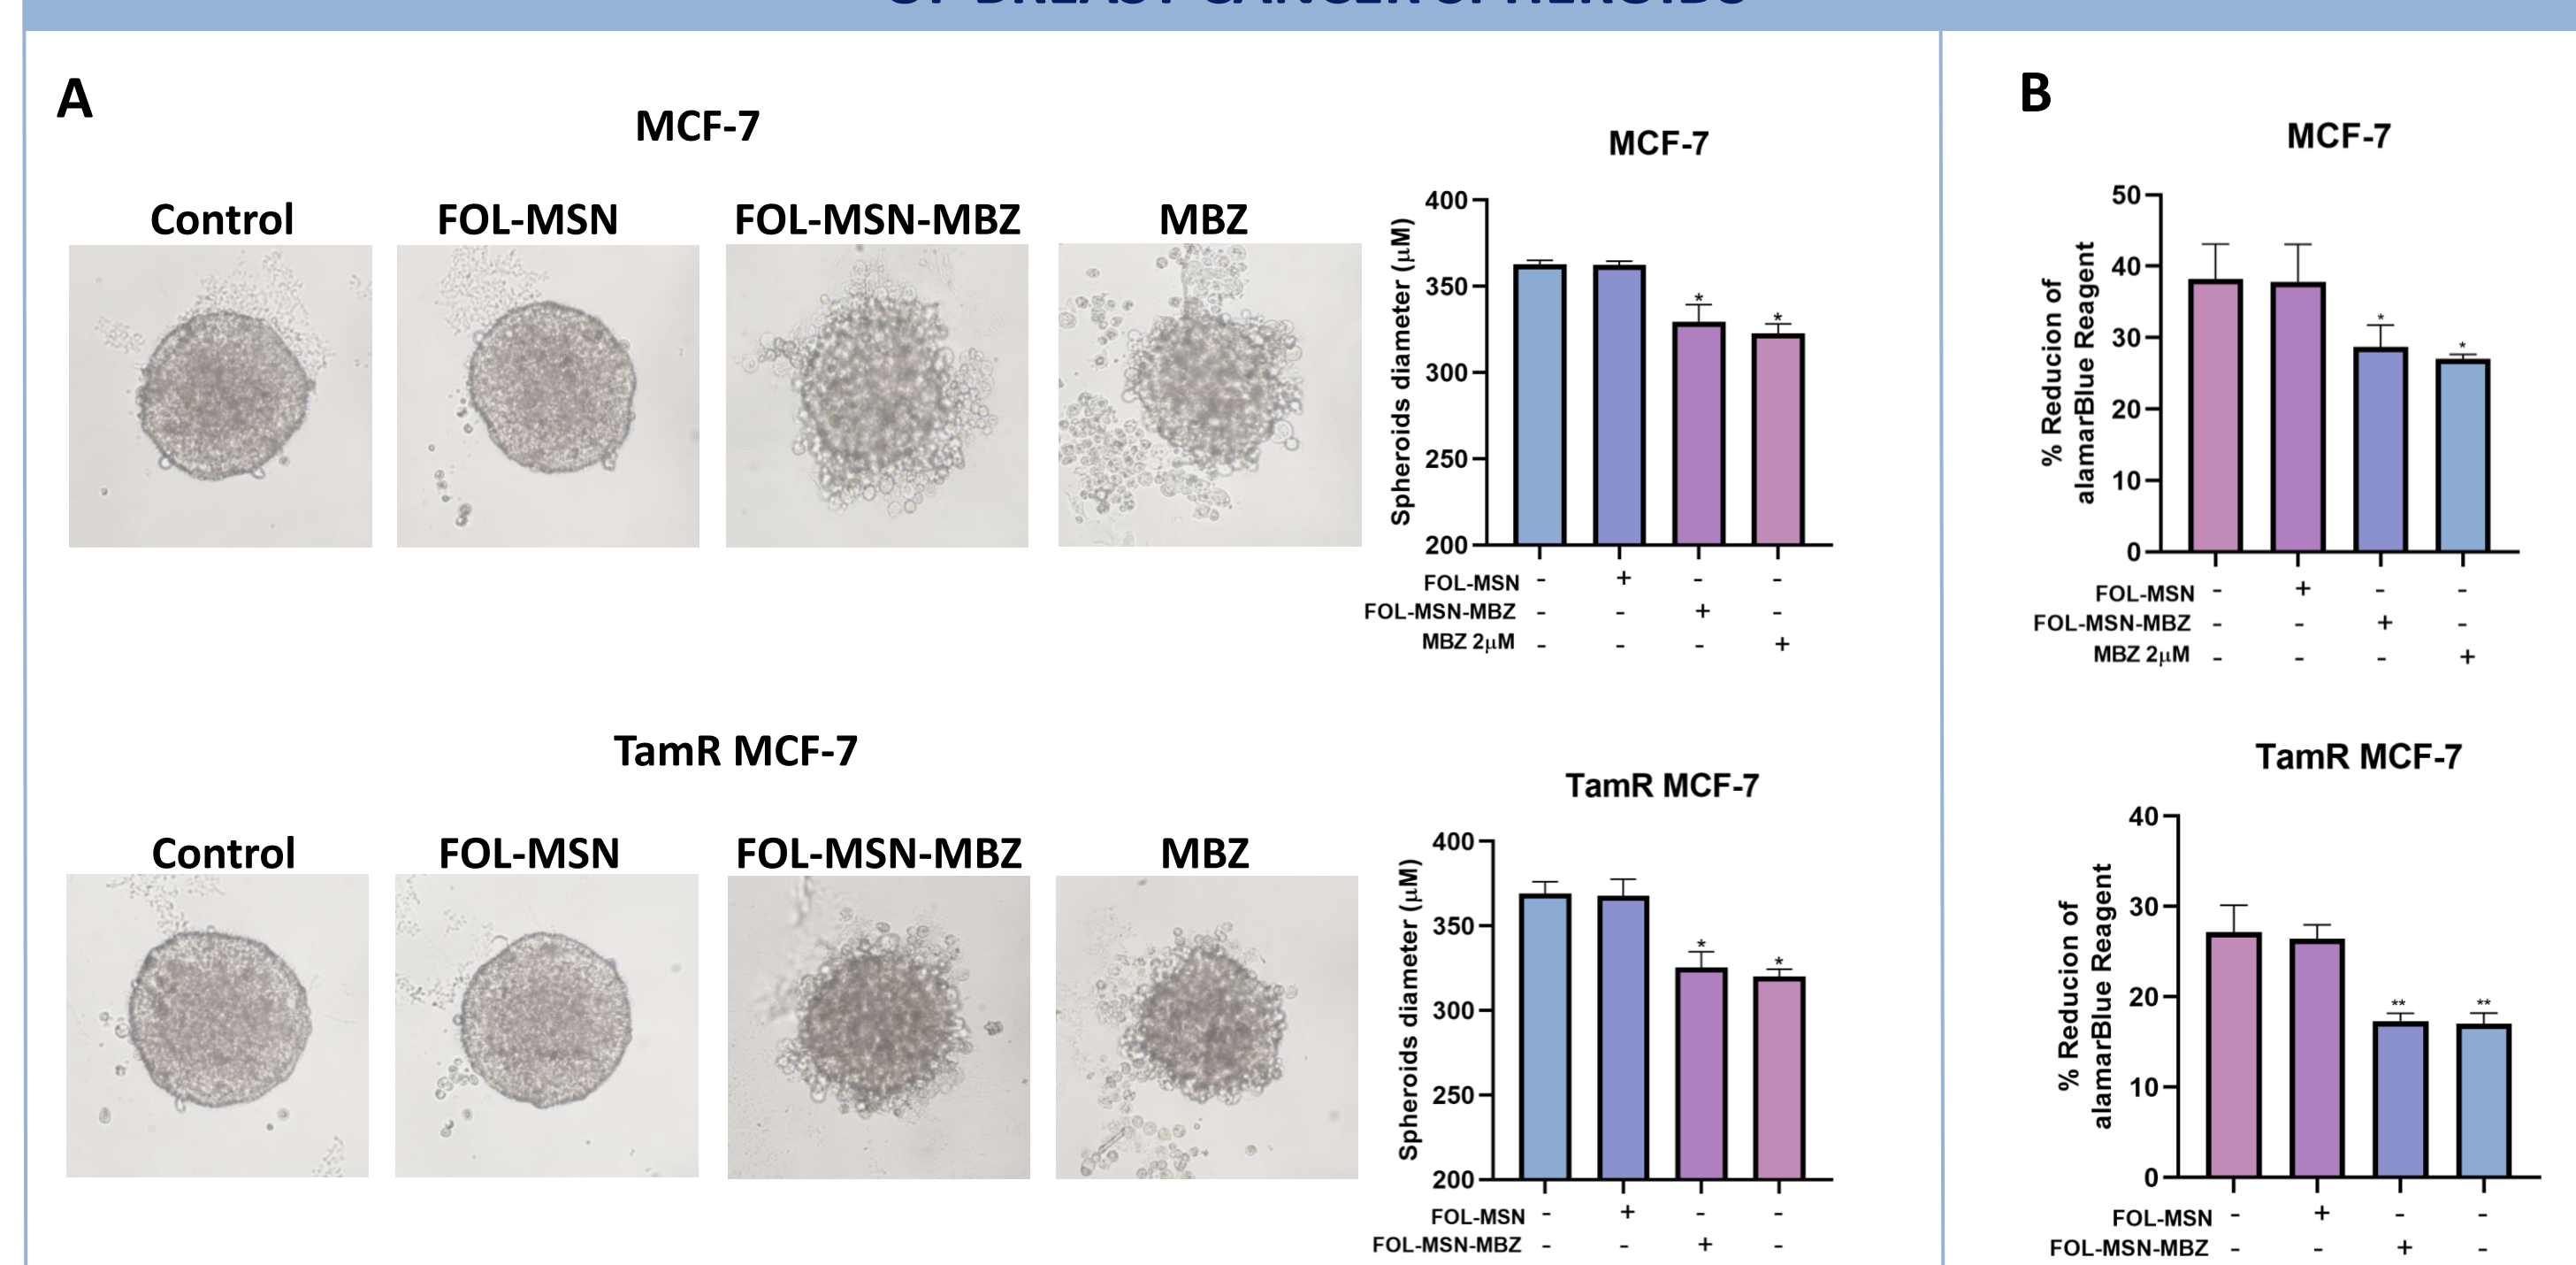 OF BREAST CANCER SPHEROIDS
A
MCF-7
Control FOL-MSN FOL-MSN-MBZ MBZ
MCF-7
Spheroids diameter (µM)
400
350
300
250
200
FOL-MSN - + - -
FOL-MSN-MBZ - - + -
MBZ 2µM - - - +
* *
TamR MCF-7
Control FOL-MSN FOL-MSN-MBZ MBZ
TamR MCF-7
Spheroids diameter (µM)
400
350
300
250
200
* *
FOL-MSN - + - -
FOL-MSN-MBZ - - + -
B
MCF-7
% Reducion of
alamarBlue Reagent
50
40
30
20
10
0
* *
FOL-MSN - + - -
FOL-MSN-MBZ - - + -
MBZ 2µM - - - +
TamR MCF-7
% Reducion of
alamarBlue Reagent
40
30
20
10
0
** **
FOL-MSN - + - -
FOL-MSN-MBZ - - + -